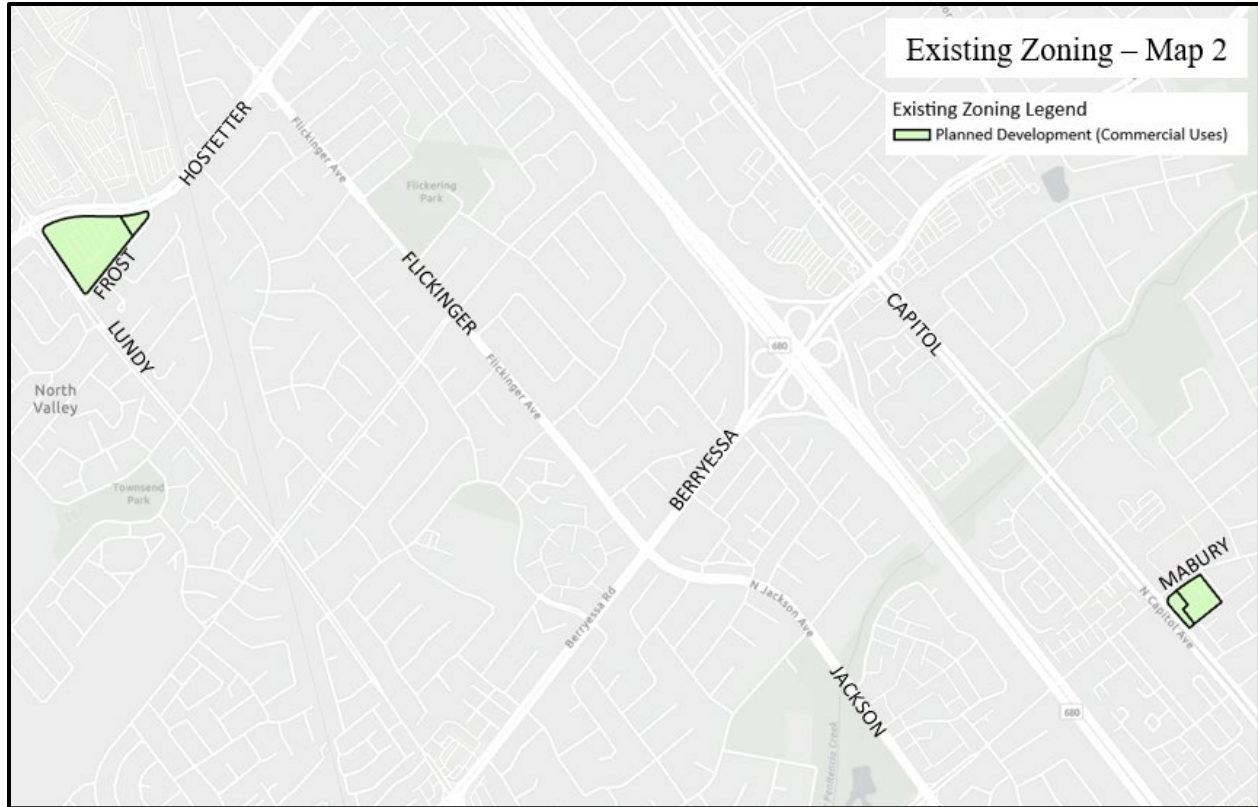 Existing Zoning – Map 2
Existing Zoning Legend
Planned Development (Commercial Uses)
HOSTETTER
Flickinger Ave
Flickering
Park
FROST
FLICKINGER
LUNDY
CAPITOL
680
Flickinger Ave
North
Valley
BERRYESSA
Townsend
Park
MABURY
N Capitol Ave
Berryessa Rd
N Jackson Ave
JACKSON
680
Penitencia Creek